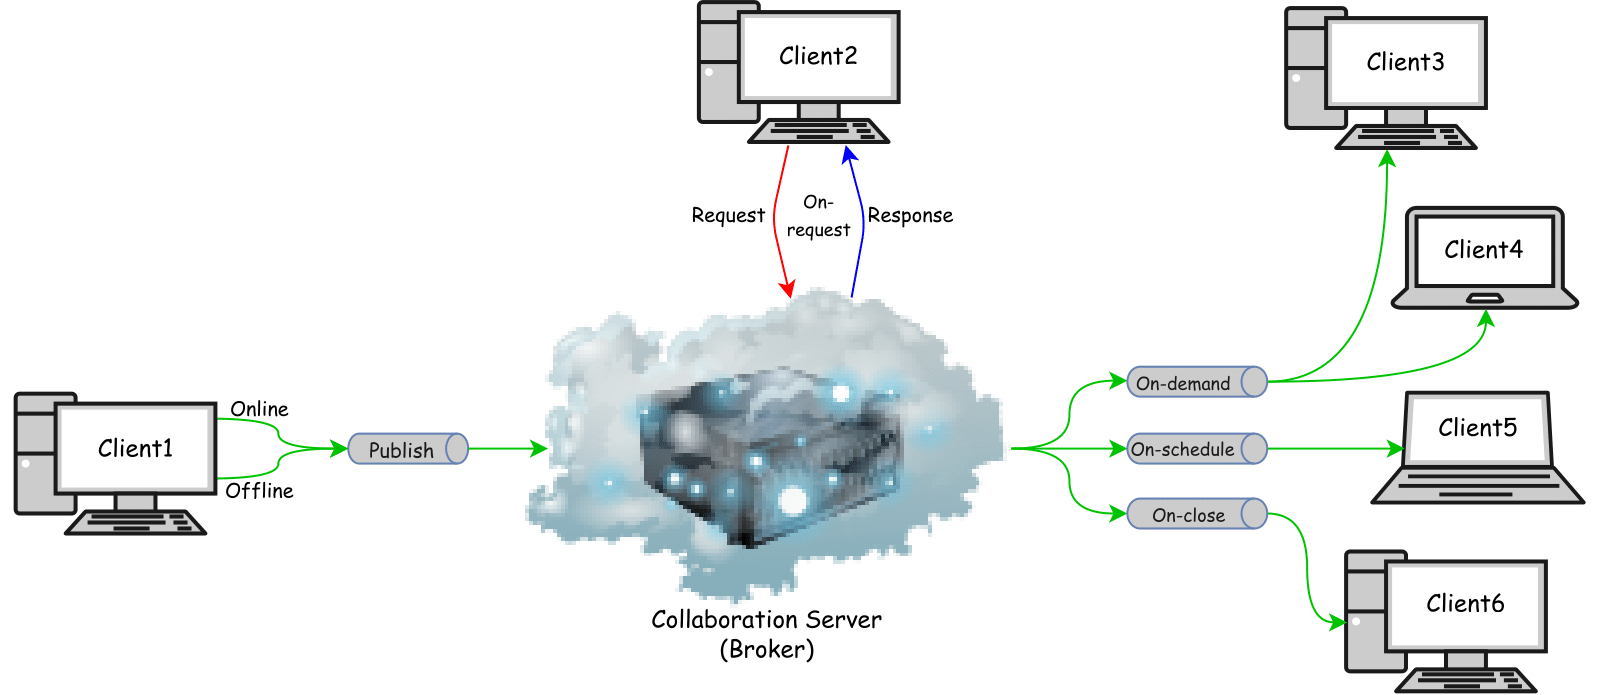 Client2
Client3
Request
On-
request
Response
Client4
On-demand
Online
Client1
Publish
Offline
On-schedule
Client5
On-close
Client6
Collaboration Server
(Broker)